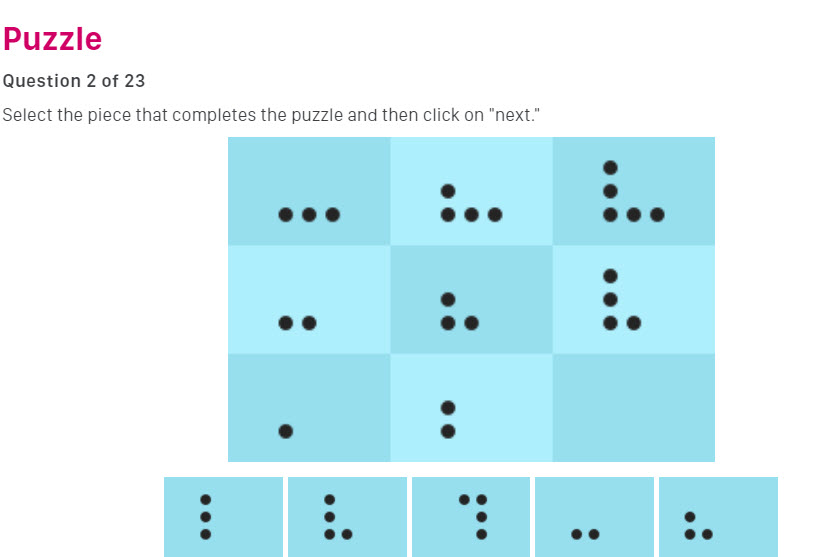 Puzzle
Question 2 of 23
Select the piece that completes the puzzle and then click on "next."